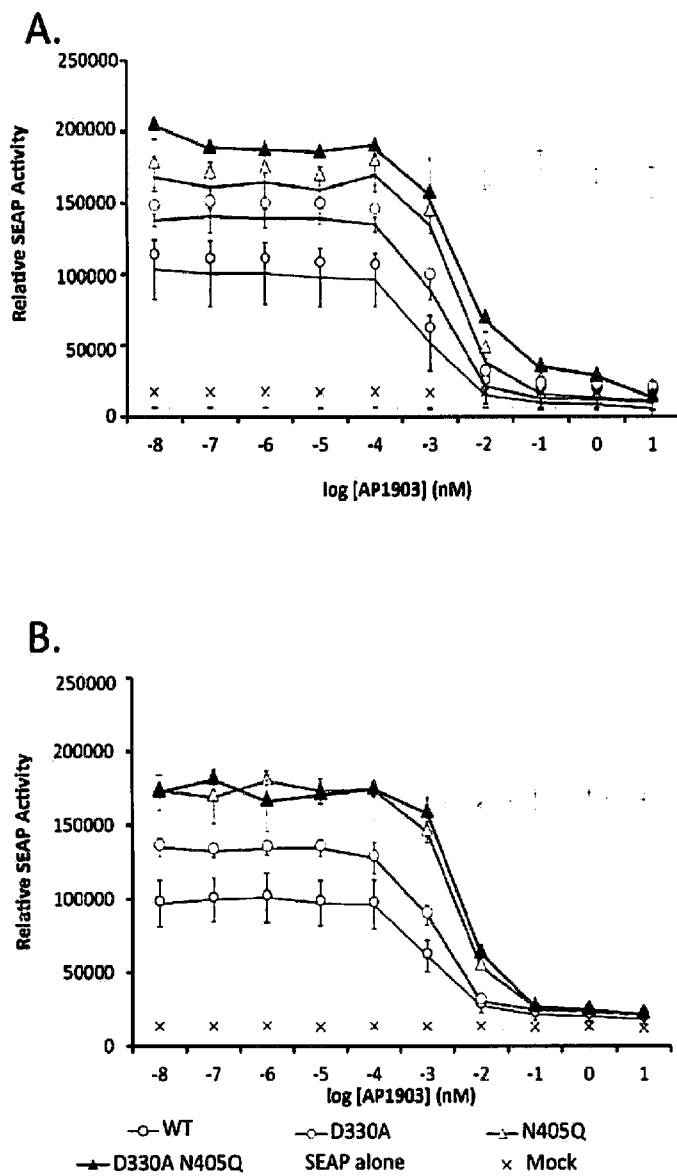 A.
250000
200000
150000
100000
50000
0
Relative SEAP Activity
-8 -7 -6 -5 -4 -3 -2 -1 0 1
log [AP1903] (nM)
B.
250000
200000
150000
100000
50000
0
Relative SEAP Activity
-8 -7 -6 -5 -4 -3 -2 -1 0 1
log [AP1903] (nM)
WT D330A N405Q
D330A N405Q SEAP alone Mock